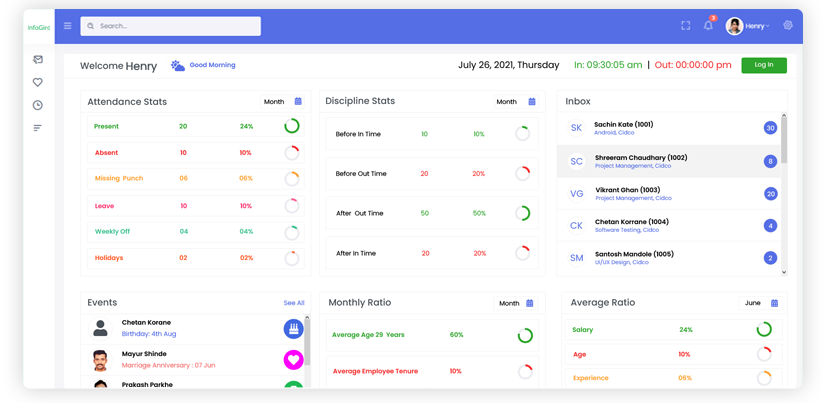 InfoGird
Search...
3
Henry
Welcome Henry
Good Morning
July 26, 2021, Thursday
In: 09:30:05 am | Out: 00:00:00 pm
Log In
Attendance Stats
Month
Present 20 24%
Absent 10 10%
Missing Punch 06 06%
Leave 10 10%
Weekly Off 04 04%
Holidays 02 02%
Discipline Stats
Month
Before In Time 10 10%
Before Out Time 20 20%
After Out Time 50 50%
After In Time 20 20%
Inbox
SK Sachin Kate (1001) 30
Android, Cidco
SC Shreeram Chaudhary (1002) 8
Project Management, Cidco
VG Vikrant Ghan (1003) 20
Project Management, Cidco
CK Chetan Korrane (1004) 4
Software Testing, Cidco
SM Santosh Mandole (1005) 2
UI/UX Design, Cidco
Events
See All
Chetan Korane
Birthday: 4th Aug
Mayur Shinde
Marriage Anniversary : 07 Jun
Prakash Parkhe
Monthly Ratio
Month
Average Age 29 Years 60%
Average Employee Tenure 10%
Average Ratio
June
Salary 24%
Age 10%
Experience 06%